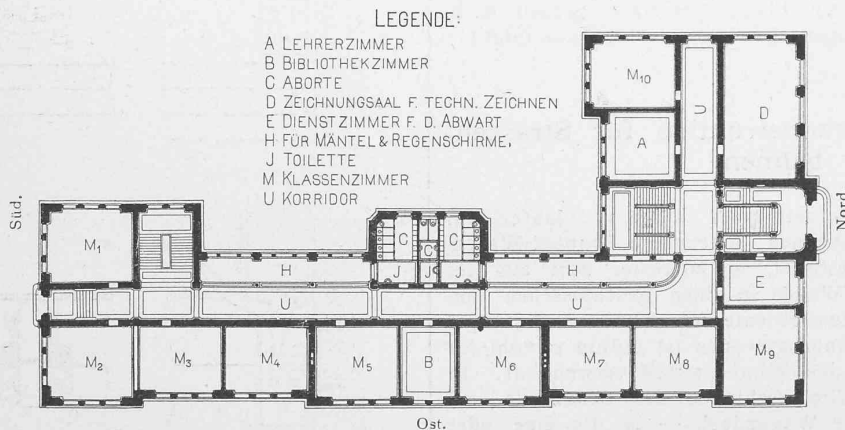 LEGENDE:
A LEHRERZIMMER
B BIBLIOTHEKZIMMER
C ABORTE
D ZEICHNUNGSAAL F. TECHN. ZEICHNEN
E DIENSTZIMMER F. D. ABWART
H FÜR MÄNTEL & REGENSCHIRME.
J TOILETTE
M KLASSENZIMMER
U KORRIDOR
M10 U D
A
Süd. Nord
M1 H C C C H
J J J E
U U
M2 M3 M4 M5 B M6 M7 M8 M9
Ost.